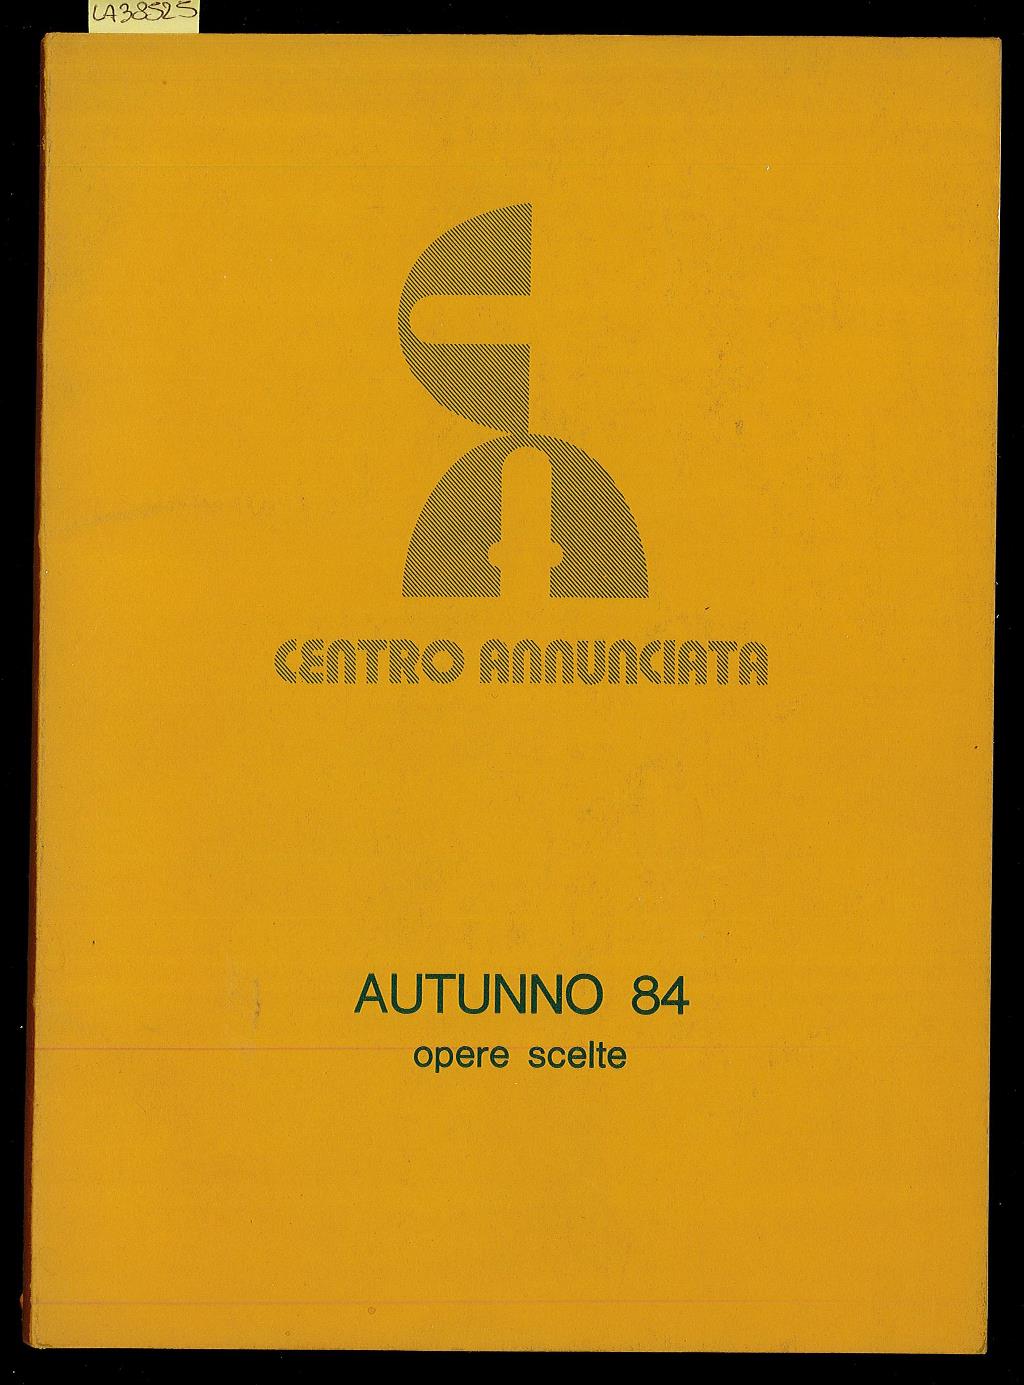 LA38525
CENTRO ANNUNCIATA
AUTUNNO 84
opere scelte